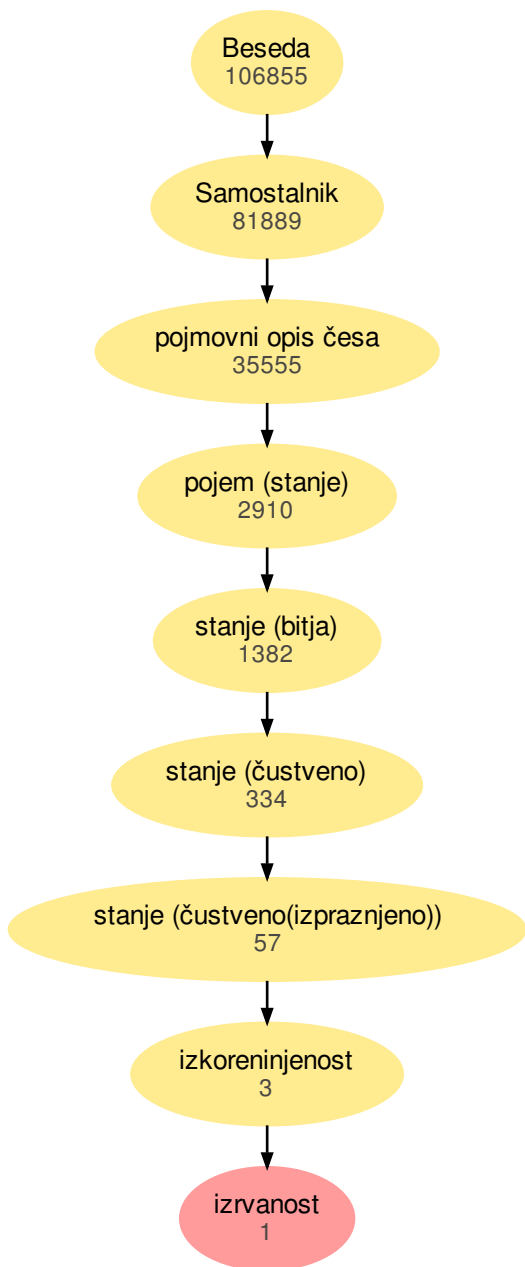 Beseda
106855
Samostalnik
81889
pojmovni opis česa
35555
pojem (stanje)
2910
stanje (bitja)
1382
stanje (čustveno)
334
stanje (čustveno(izpraznjeno))
57
izkoreninjenost
3
izrvanost
1